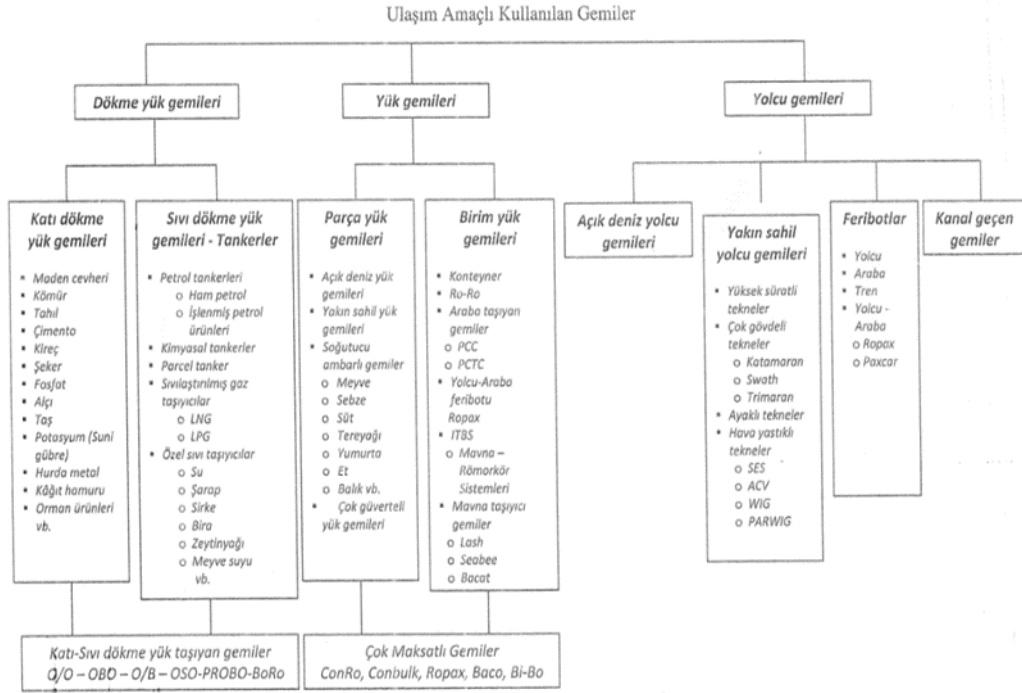 Ulaşım Amaçlı Kullanılan Gemiler
Dökme yük gemileri
Yük gemileri
Yolcu gemileri
Katı dökme
yük gemileri
▪ Maden cevheri
▪ Kömür
▪ Tahıl
▪ Çimento
▪ Kireç
▪ Şeker
▪ Fosfat
▪ Alçı
▪ Taş
▪ Potasyum (Suni
gübre)
▪ Hurda metal
▪ Kâğıt hamuru
▪ Orman ürünleri
vb.
Sıvı dökme yük
gemileri - Tankerler
▪ Petrol tankerleri
o Ham petrol
o İşlenmiş petrol
ürünleri
▪ Kimyasal tankerler
▪ Parcel tanker
▪ Sıvılaştırılmış gaz
taşıyıcılar
o LNG
o LPG
▪ Özel sıvı taşıyıcılar
o Su
o Şarap
o Sirke
o Bira
o Zeytinyağı
o Meyve suyu
vb.
Parça yük
gemileri
▪ Açık deniz yük
gemileri
▪ Yakın sahil yük
gemileri
▪ Soğutucu
ambarlı gemiler
o Meyve
o Sebze
o Süt
o Tereyağı
o Yumurta
o Et
o Balık vb.
▪ Çok güverteli
yük gemileri
Birim yük
gemileri
▪ Konteyner
▪ Ro-Ro
▪ Araba taşıyan
gemiler
o PCC
o PCTC
▪ Yolcu-Araba
feribotu
Ropax
▪ ITBS
o Mavna –
Römorkör
Sistemleri
▪ Mavna taşıyıcı
gemiler
o Lash
o Seabee
o Bacat
Açık deniz yolcu
gemileri
Yakın sahil
yolcu gemileri
▪ Yüksek süratli
tekneler
▪ Çok gövdeli
tekneler
o Katamaran
o Swath
o Trimaran
▪ Ayaklı tekneler
▪ Hava yastıklı
tekneler
o SES
o ACV
o WIG
o PARWIG
Feribotlar
▪ Yolcu
▪ Araba
▪ Tren
▪ Yolcu -
Araba
o Ropax
o Paxcar
Kanal geçen
gemiler
Katı-Sıvı dökme yük taşıyan gemiler
O/O – OBO – O/B – OSO-PROBO-BoRo
Çok Maksatlı Gemiler
ConRo, Conbulk, Ropax, Baco, Bi-Bo